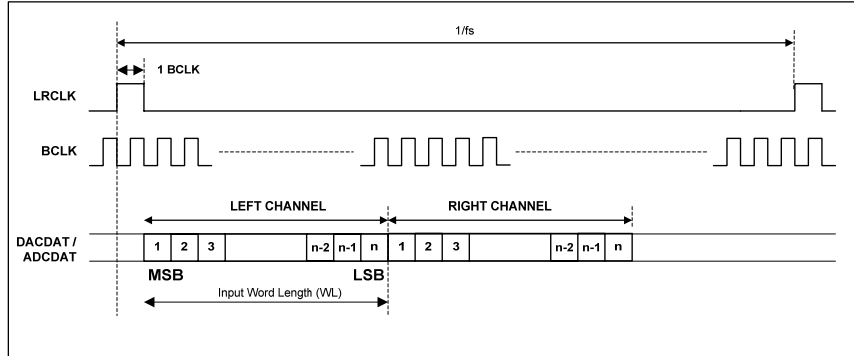 1/fs
1 BCLK
LRCLK
BCLK
LEFT CHANNEL RIGHT CHANNEL
DACDAT /
ADCDAT
1 2 3 n-2 n-1 n 1 2 3 n-2 n-1 n
MSB LSB
Input Word Length (WL)